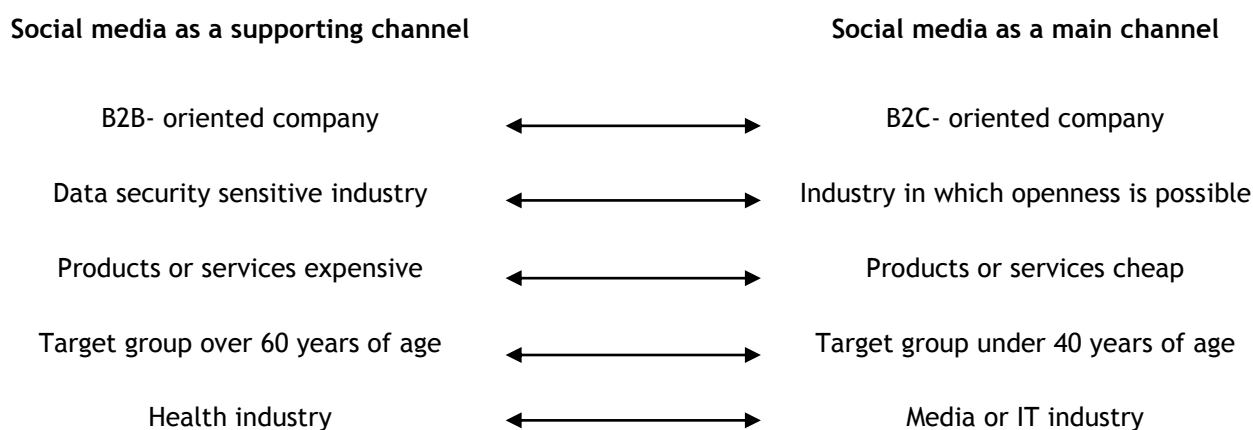 Social media as a supporting channel
Social media as a main channel
B2B- oriented company
B2C- oriented company
Data security sensitive industry
Industry in which openness is possible
Products or services expensive
Products or services cheap
Target group over 60 years of age
Target group under 40 years of age
Health industry
Media or IT industry